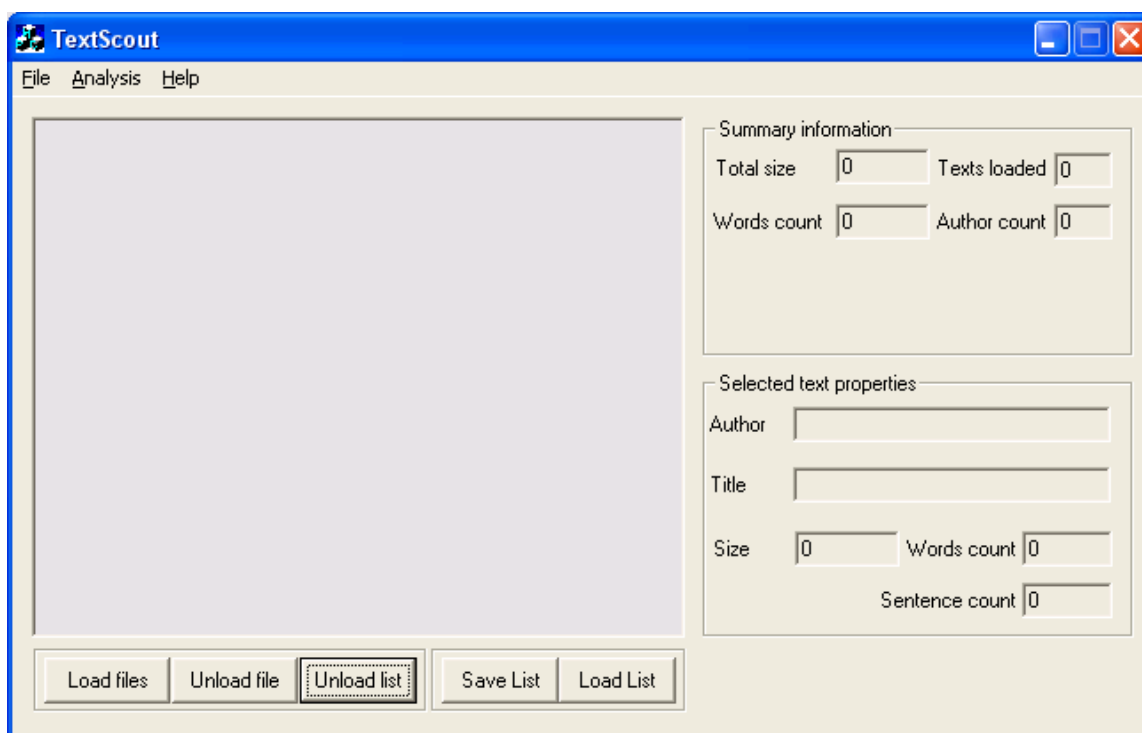 TextScout
File Analysis Help
Summary information
Total size 0 Texts loaded 0
Words count 0 Author count 0
Selected text properties
Author
Title
Size 0 Words count 0
Sentence count 0
Load files Unload file Unload list Save List Load List